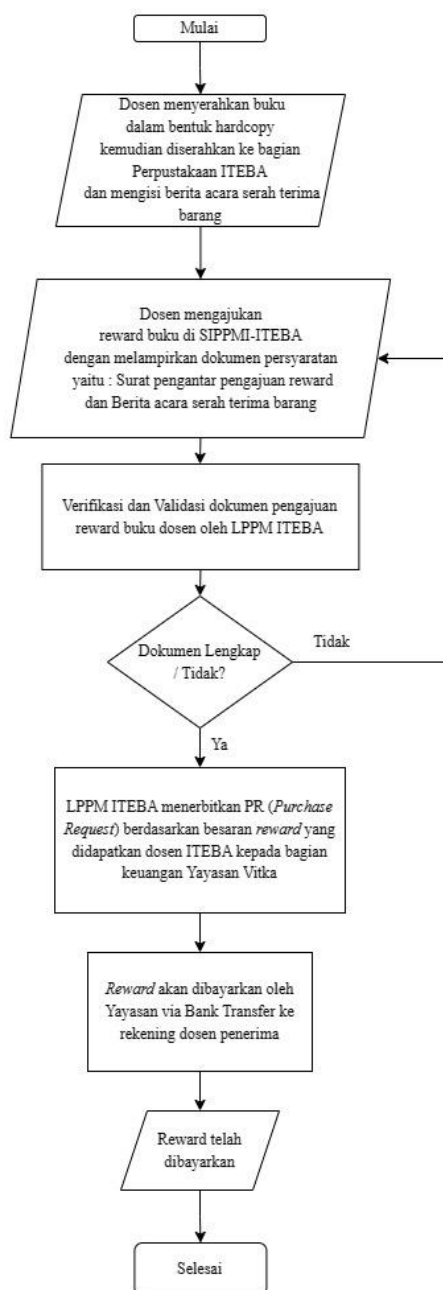 Mulai
Dosen menyerahkan buku
dalam bentuk hardcopy
kemudian diserahkan ke bagian
Perpustakaan ITEBA
dan mengisi berita acara serah terima
barang
Dosen mengajukan
reward buku di SIPPMI-ITEBA
dengan melampirkan dokumen persyaratan
yaitu : Surat pengantar pengajuan reward
dan Berita acara serah terima barang
Verifikasi dan Validasi dokumen pengajuan
reward buku dosen oleh LPPM ITEBA
Dokumen Lengkap
/ Tidak?
Tidak
Ya
LPPM ITEBA menerbitkan PR (Purchase
Request) berdasarkan besaran reward yang
didapatkan dosen ITEBA kepada bagian
keuangan Yayasan Vitka
Reward akan dibayarkan oleh
Yayasan via Bank Transfer ke
rekening dosen penerima
Reward telah
dibayarkan
Selesai